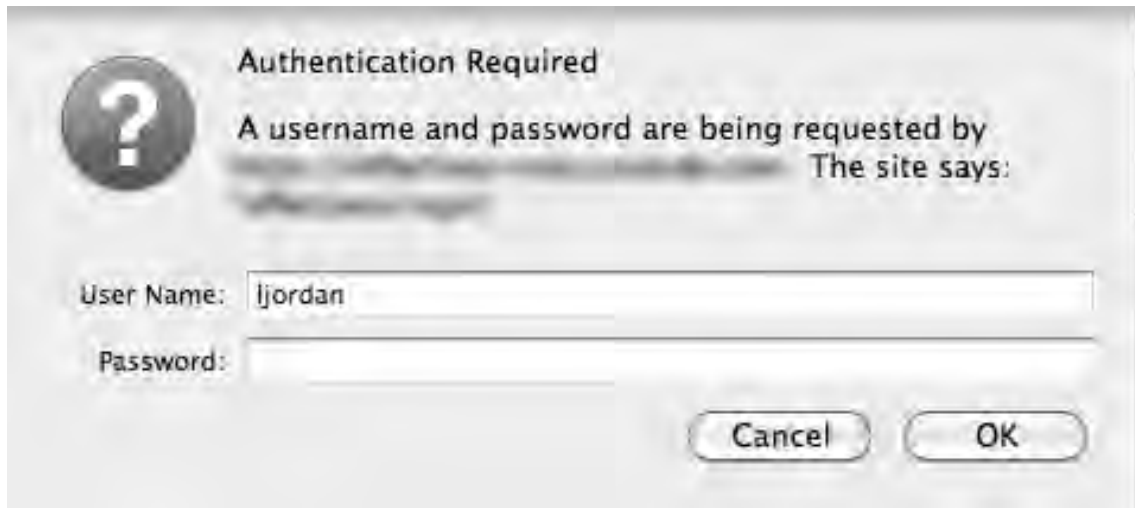 Authentication Required
A username and password are being requested by
The site says:
User Name: ljordan
Password:
Cancel OK